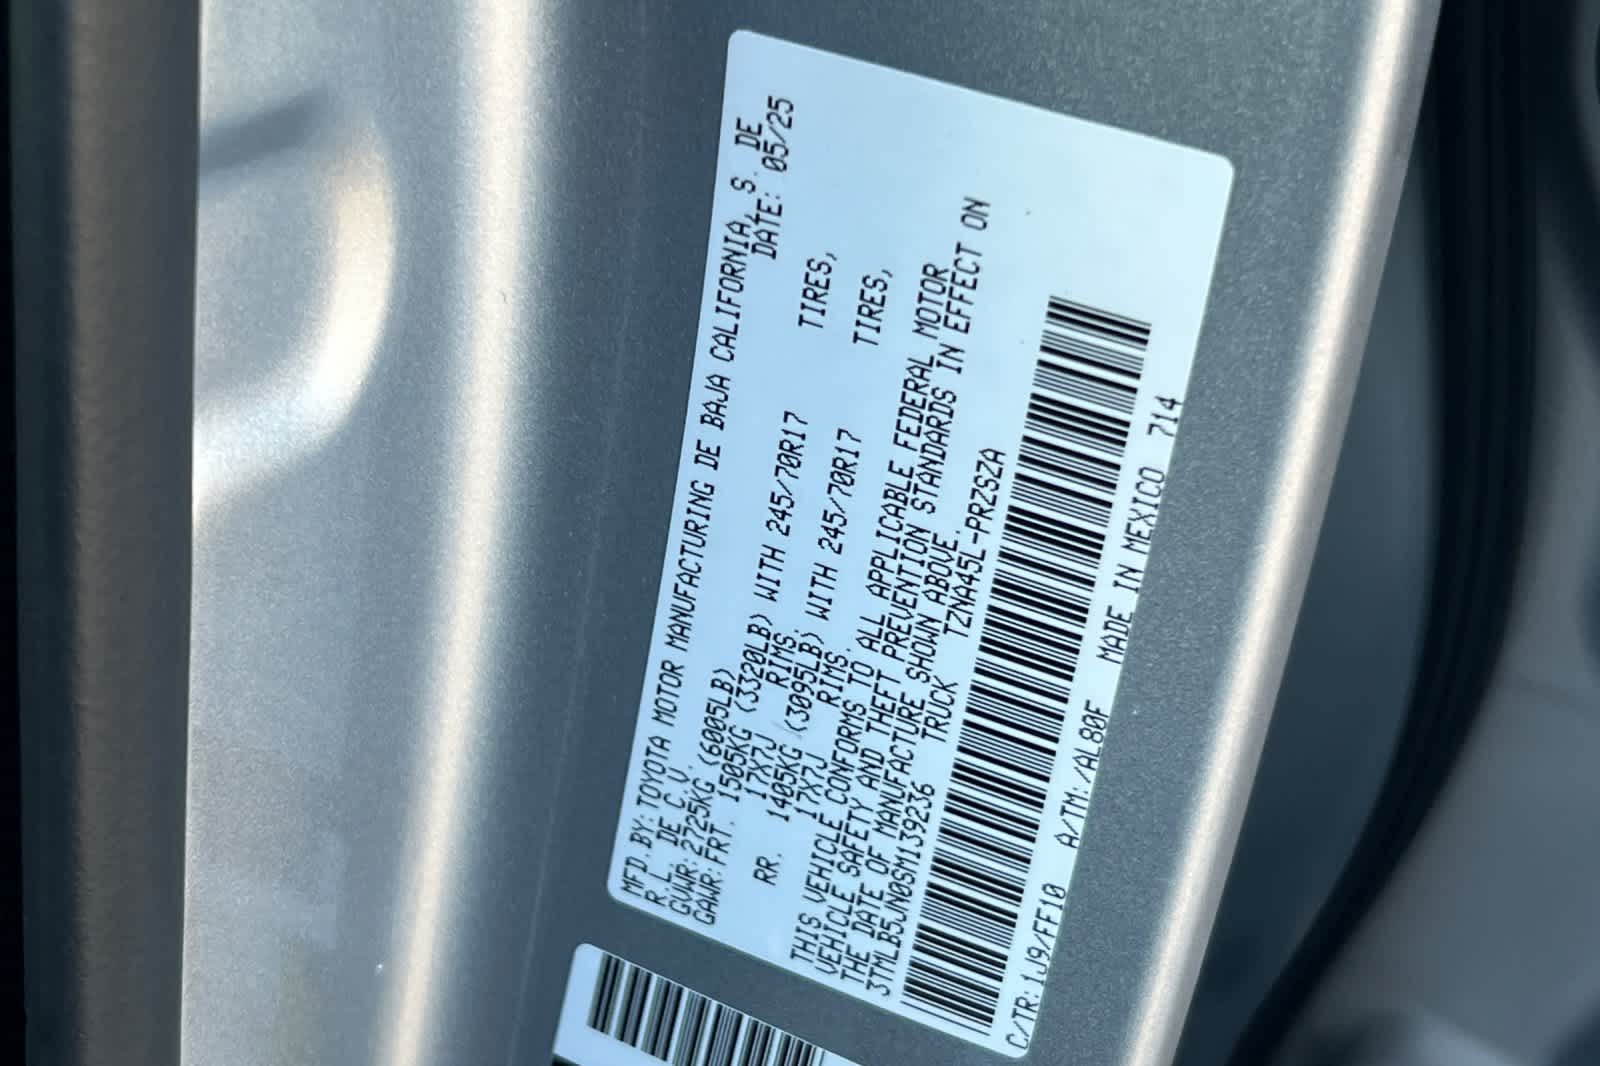 MFD.BY:TOYOTA MOTOR MANUFACTURING DE BAJA CALIFORNIA, S. DE
R. L. DE C.V. DATE: 05/25
GVWR:2725KG (6005LB)
GAWR:FRT. 1505KG (3320LB) WITH 245/70R17 TIRES,
17X7J RIMS.
RR. 1405KG (3095LB) WITH 245/70R17 TIRES,
17X7J RIMS.
THIS VEHICLE CONFORMS TO ALL APPLICABLE FEDERAL MOTOR
VEHICLE SAFETY AND THEFT PREVENTION STANDARDS IN EFFECT ON
THE DATE OF MANUFACTURE SHOWN ABOVE.
3TMLB5JN0SM139236 TRUCK TZNA45L-PRZSZA
C/TR:1J9/FF10 A/TM:/AL80F MADE IN MEXICO 714